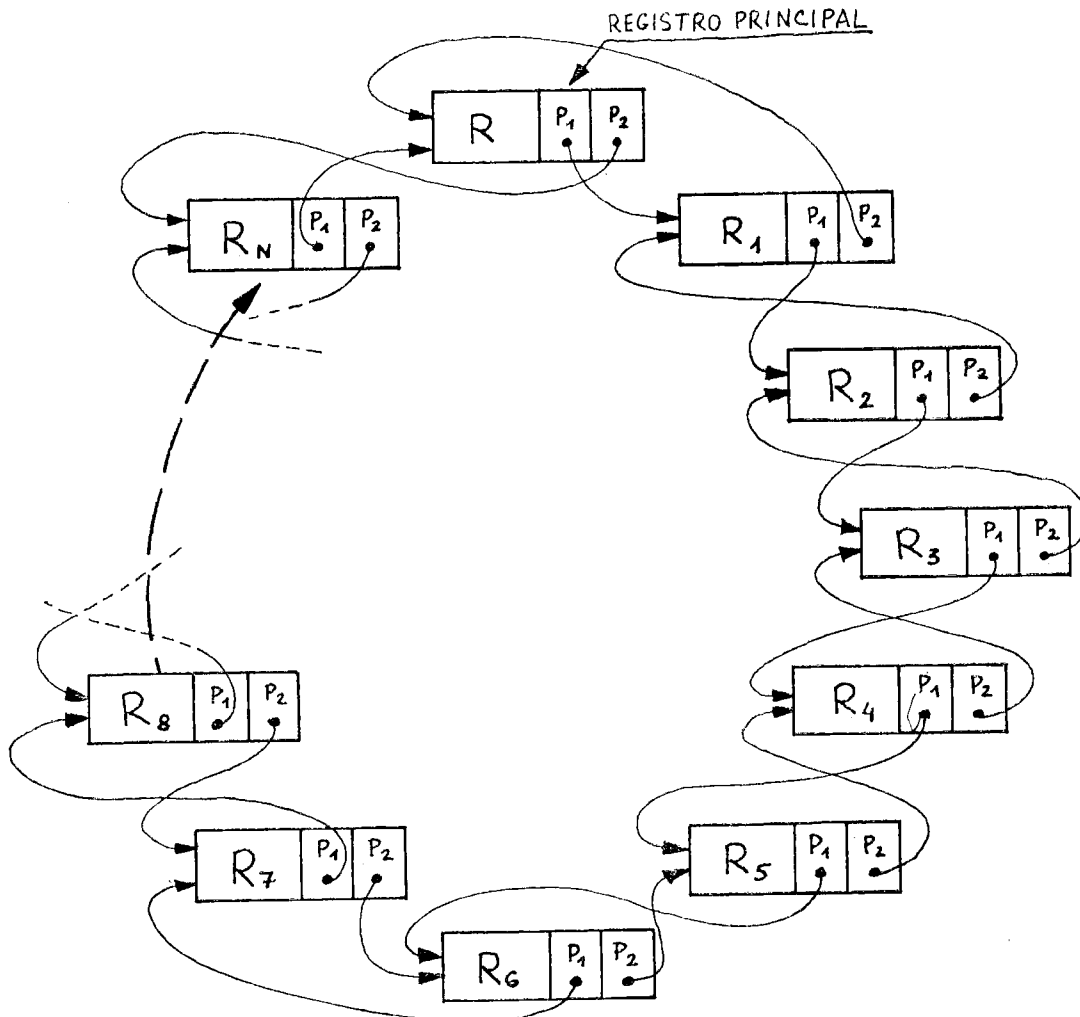 REGISTRO PRINCIPAL
R P1 P2
RN P1 P2
R1 P1 P2
R2 P1 P2
R3 P1 P2
R4 P1 P2
R8 P1 P2
R5 P1 P2
R7 P1 P2
R6 P1 P2